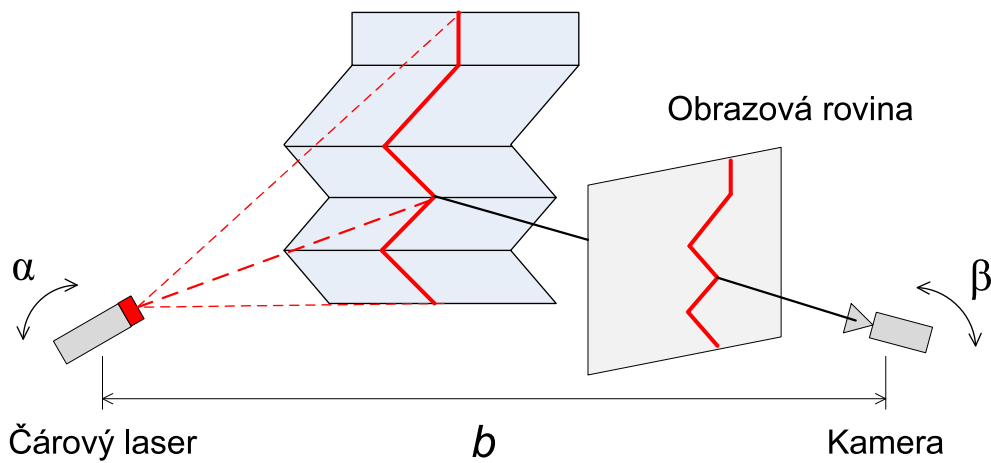 Obrazová rovina
α
β
Čárový laser
b
Kamera